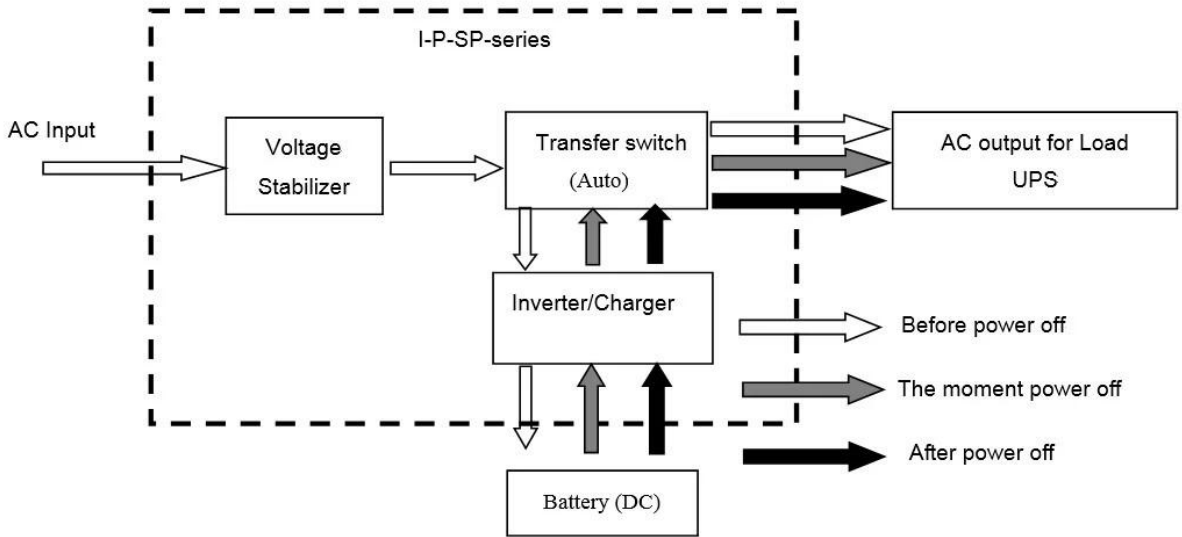 I-P-SP-series
AC Input
Voltage
Stabilizer
Transfer switch
(Auto)
AC output for Load
UPS
Inverter/Charger
Before power off
The moment power off
After power off
Battery (DC)